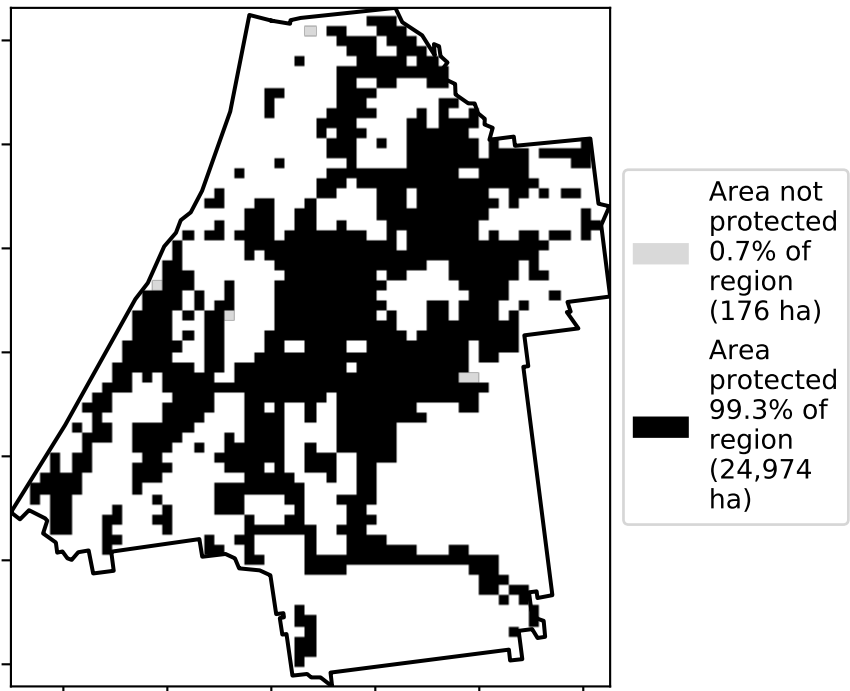 Area not
protected
0.7% of
region
(176 ha)
Area
protected
99.3% of
region
(24,974
ha)